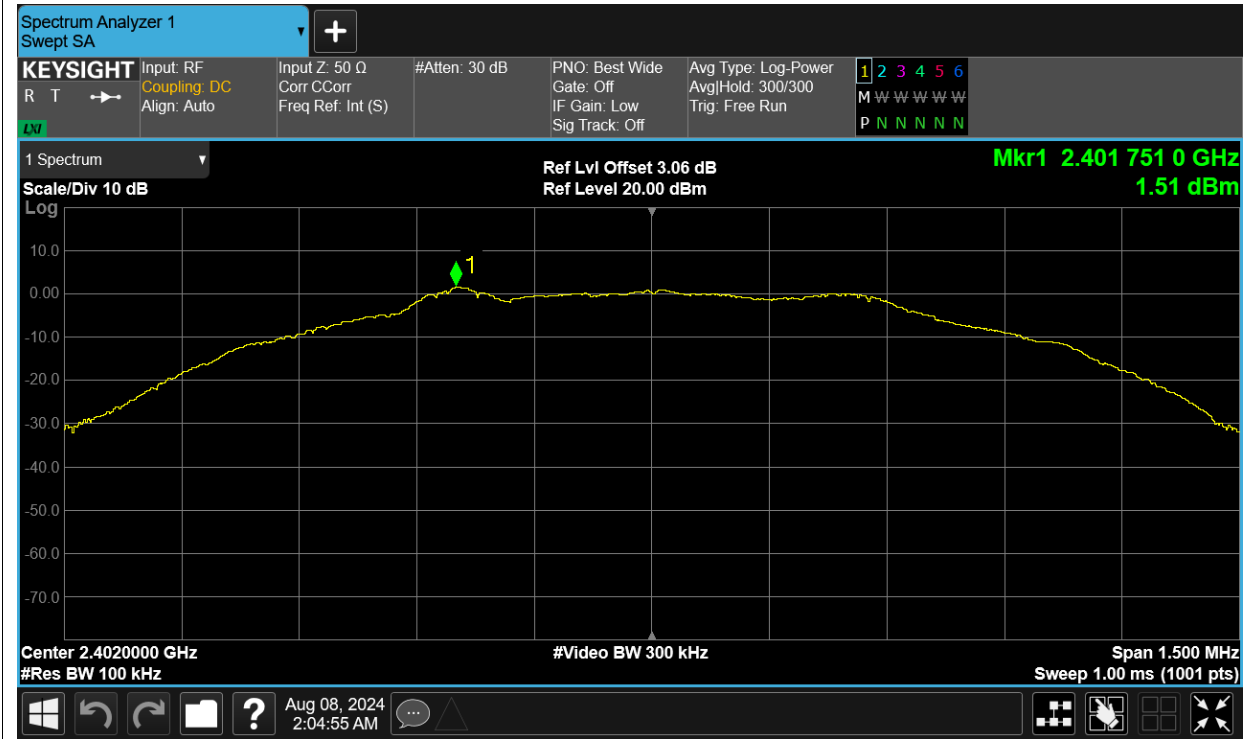 Spectrum Analyzer 1
Swept SA
+
KEYSIGHT
R T
LXI
Input: RF
Coupling: DC
Align: Auto
Input Z: 50 Ω
Corr CCorr
Freq Ref: Int (S)
#Atten: 30 dB
PNO: Best Wide
Gate: Off
IF Gain: Low
Sig Track: Off
Avg Type: Log-Power
Avg|Hold: 300/300
Trig: Free Run
1 2 3 4 5 6
M W W W W W
P N N N N N
1 Spectrum
Scale/Div 10 dB
Log
Ref Lvl Offset 3.06 dB
Ref Level 20.00 dBm
Mkr1 2.401 751 0 GHz
1.51 dBm
1
10.0
0.00
-10.0
-20.0
-30.0
-40.0
-50.0
-60.0
-70.0
Center 2.4020000 GHz
#Res BW 100 kHz
#Video BW 300 kHz
Span 1.500 MHz
Sweep 1.00 ms (1001 pts)
?
Aug 08, 2024
2:04:55 AM